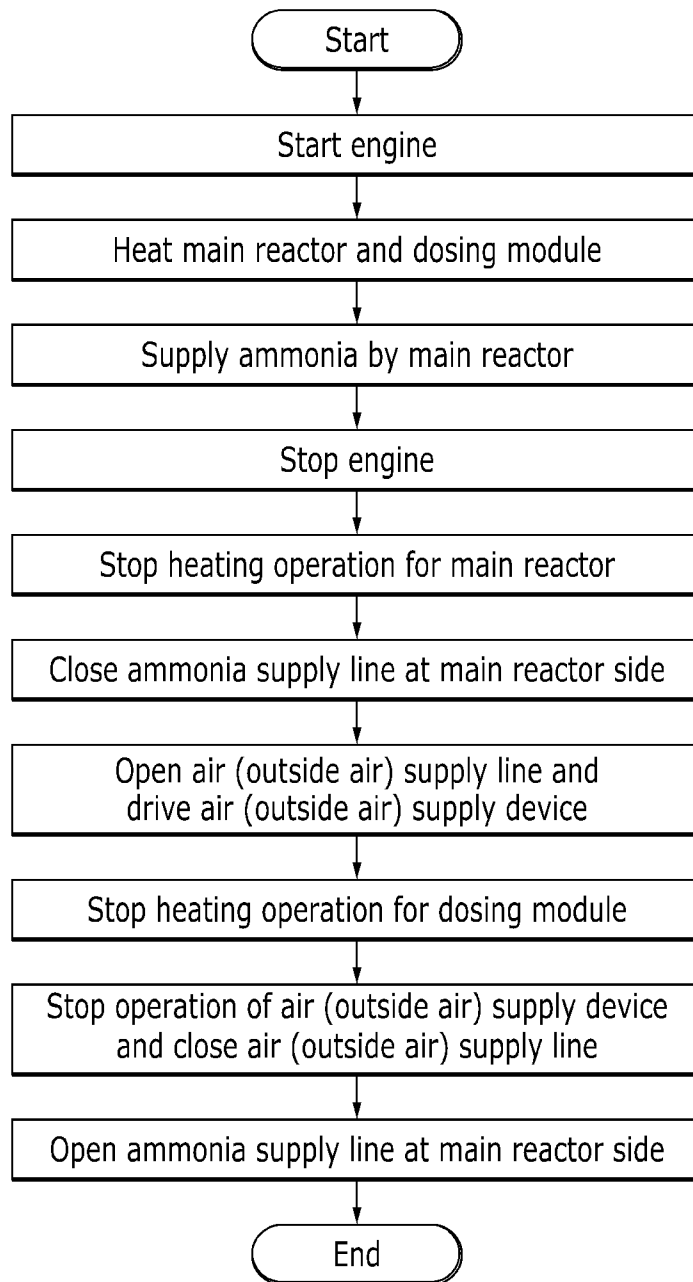 Start
Start engine
Heat main reactor and dosing module
Supply ammonia by main reactor
Stop engine
Stop heating operation for main reactor
Close ammonia supply line at main reactor side
Open air (outside air) supply line and
drive air (outside air) supply device
Stop heating operation for dosing module
Stop operation of air (outside air) supply device
and close air (outside air) supply line
Open ammonia supply line at main reactor side
End